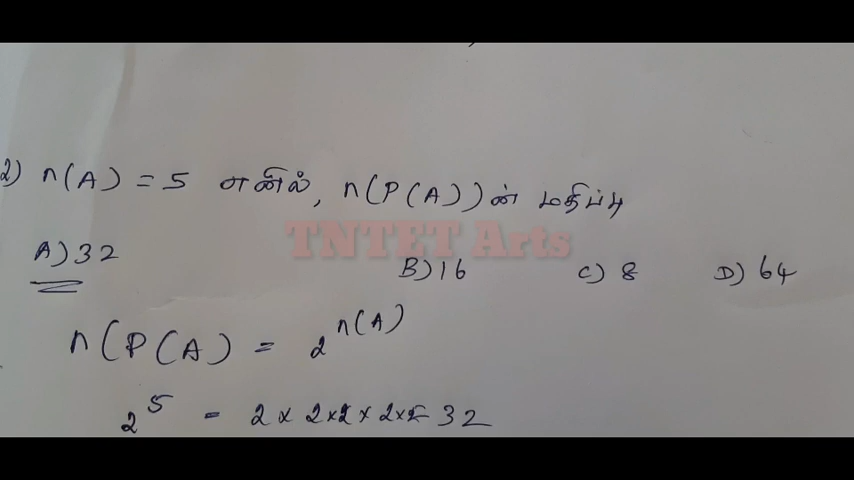 2) n(A) = 5 எனில், n(P(A))ன் மதிப்பு
TNTET Arts
A) 32 B) 16 C) 8 D) 64
n(P(A) = 2^n(A)
2^5 = 2 x 2 x 2 x 2 x 2 = 32